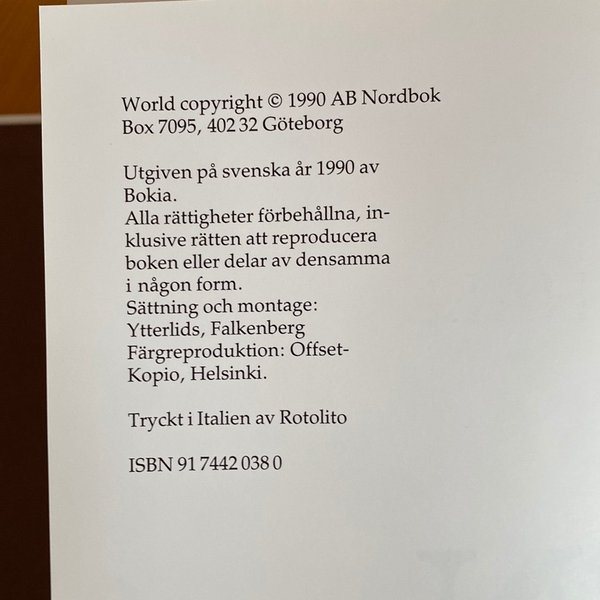 World copyright © 1990 AB Nordbok
Box 7095, 402 32 Göteborg
Utgiven på svenska år 1990 av
Bokia.
Alla rättigheter förbehållna, in-
klusive rätten att reproducera
boken eller delar av densamma
i någon form.
Sättning och montage:
Ytterlids, Falkenberg
Färgreproduktion: Offset-
Kopio, Helsinki.
Tryckt i Italien av Rotolito
ISBN 91 7442 038 0